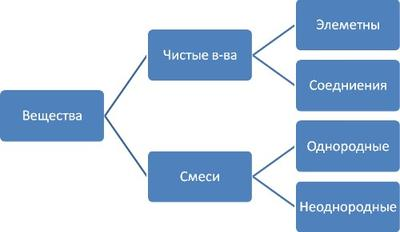 Вещества
Чистые в-ва
Элеметны
Соедниения
Смеси
Однородные
Неоднородные